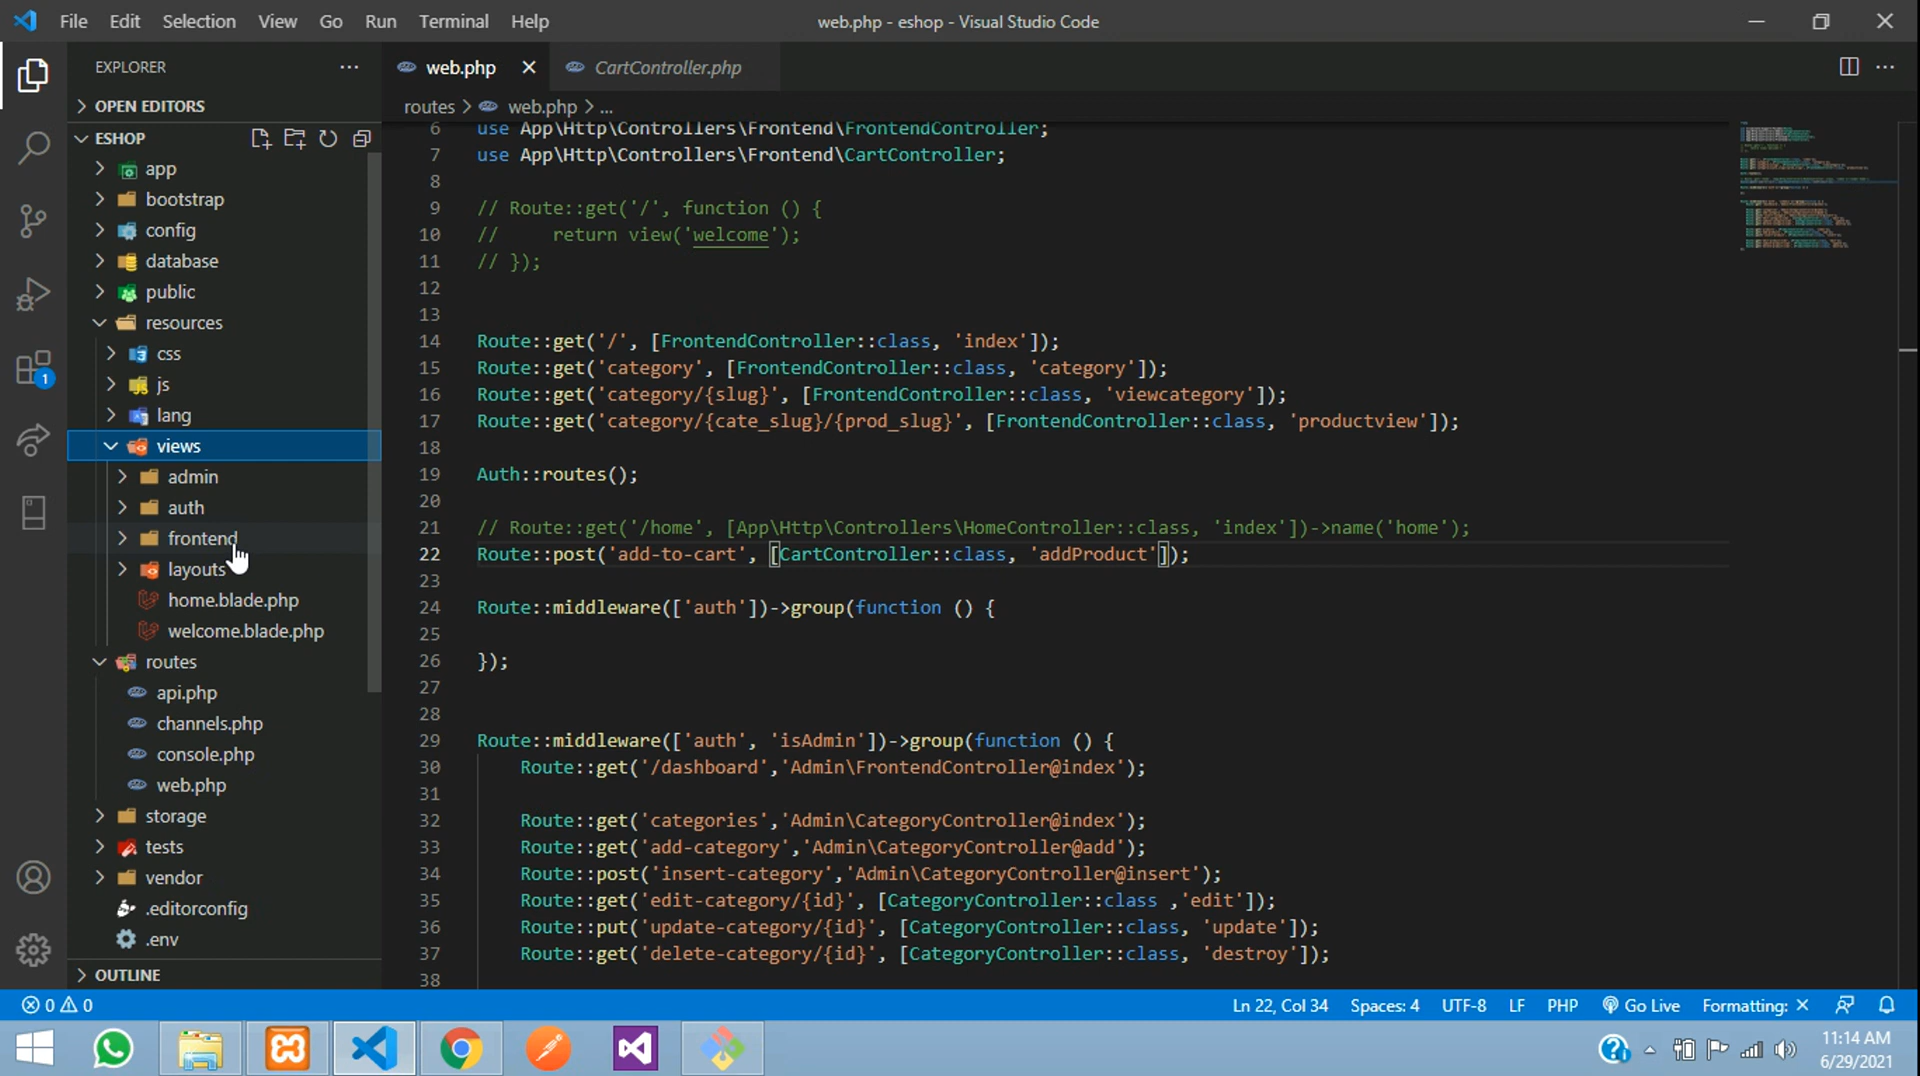 File Edit Selection View Go Run Terminal Help
web.php - eshop - Visual Studio Code
EXPLORER
web.php
CartController.php
OPEN EDITORS
routes > web.php > ...
ESHOP
app
bootstrap
config
database
public
resources
css
js
lang
views
admin
auth
frontend
layouts
home.blade.php
welcome.blade.php
routes
api.php
channels.php
console.php
web.php
storage
tests
vendor
.editorconfig
.env
OUTLINE
6 use App\Http\Controllers\Frontend\FrontendController;
7 use App\Http\Controllers\Frontend\CartController;
8
9 // Route::get('/', function () {
10 //     return view('welcome');
11 // });
12
13
14 Route::get('/', [FrontendController::class, 'index']);
15 Route::get('category', [FrontendController::class, 'category']);
16 Route::get('category/{slug}', [FrontendController::class, 'viewcategory']);
17 Route::get('category/{cate_slug}/{prod_slug}', [FrontendController::class, 'productview']);
18
19 Auth::routes();
20
21 // Route::get('/home', [App\Http\Controllers\HomeController::class, 'index'])->name('home');
22 Route::post('add-to-cart', [CartController::class, 'addProduct']);
23
24 Route::middleware(['auth'])->group(function () {
25
26 });
27
28
29 Route::middleware(['auth', 'isAdmin'])->group(function () {
30     Route::get('/dashboard','Admin\FrontendController@index');
31
32     Route::get('categories','Admin\CategoryController@index');
33     Route::get('add-category','Admin\CategoryController@add');
34     Route::post('insert-category','Admin\CategoryController@insert');
35     Route::get('edit-category/{id}', [CategoryController::class ,'edit']);
36     Route::put('update-category/{id}', [CategoryController::class, 'update']);
37     Route::get('delete-category/{id}', [CategoryController::class, 'destroy']);
38
1
0 0
Ln 22, Col 34 Spaces: 4 UTF-8 LF PHP Go Live Formatting: ×
11:14 AM
6/29/2021